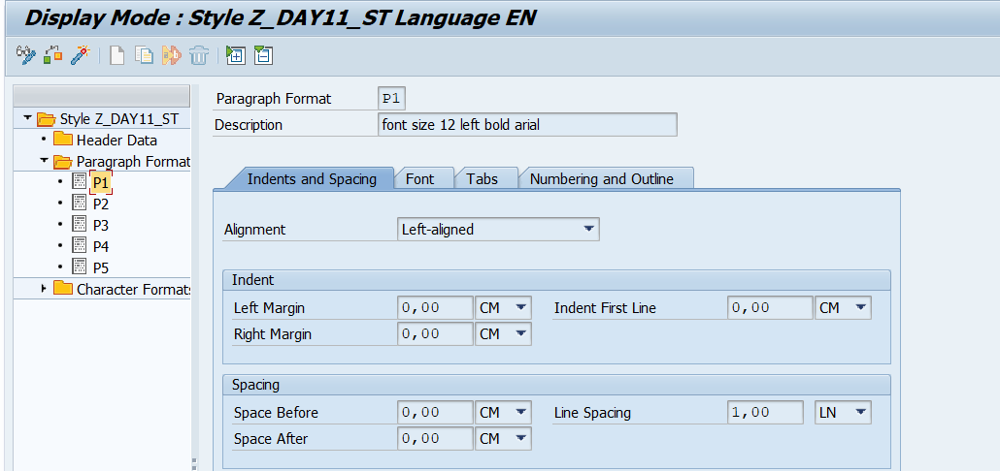 Display Mode : Style Z_DAY11_ST Language EN
Style Z_DAY11_ST
Header Data
Paragraph Format
P1
P2
P3
P4
P5
Character Formats
Paragraph Format P1
Description font size 12 left bold arial
Indents and Spacing Font Tabs Numbering and Outline
Alignment Left-aligned
Indent
Left Margin 0,00 CM Indent First Line 0,00 CM
Right Margin 0,00 CM
Spacing
Space Before 0,00 CM Line Spacing 1,00 LN
Space After 0,00 CM